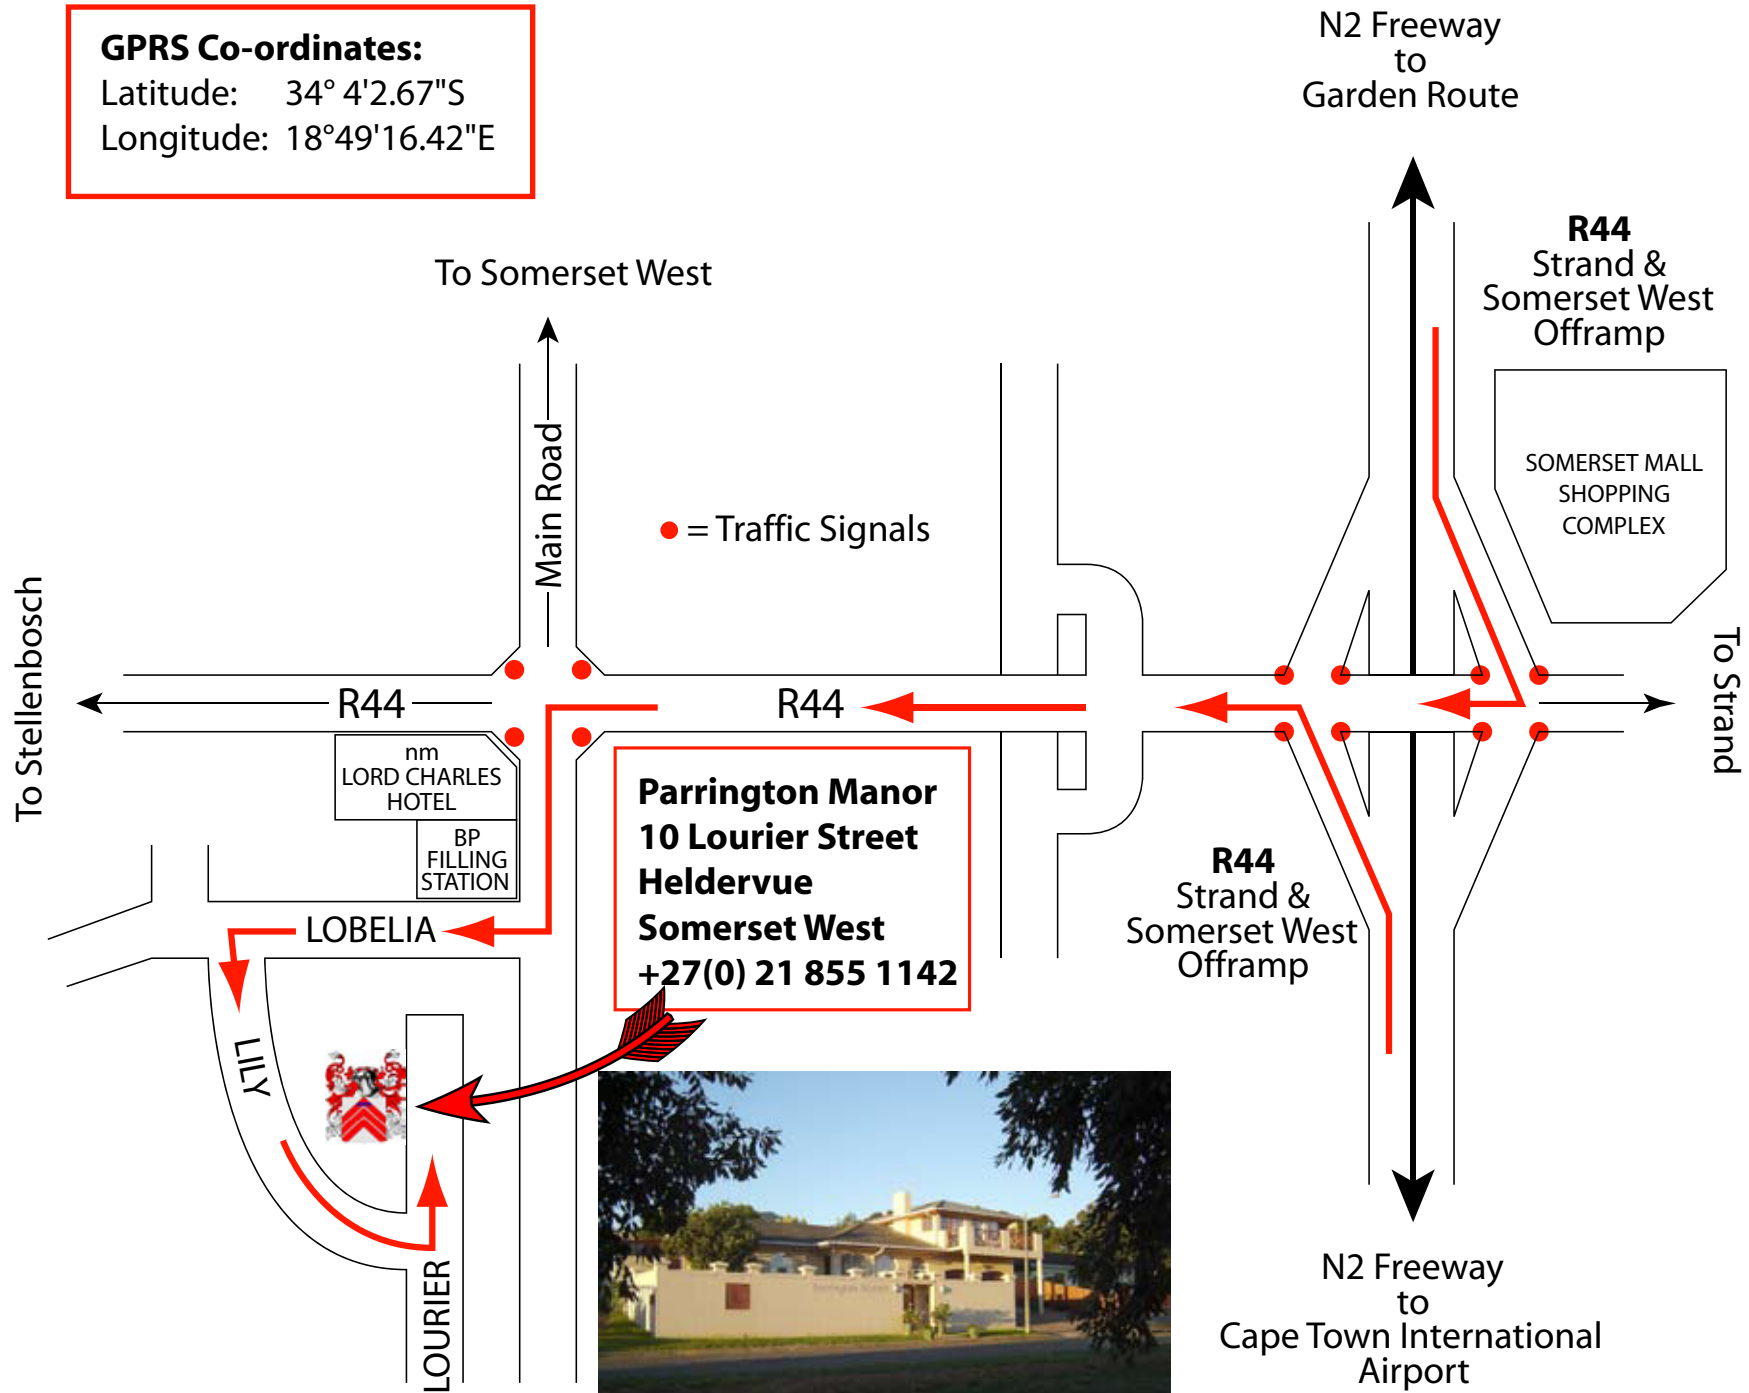 GPRS Co-ordinates:
Latitude: 34° 4'2.67"S
Longitude: 18°49'16.42"E
N2 Freeway
to
Garden Route
R44
Strand &
Somerset West
Offramp
To Somerset West
Main Road
= Traffic Signals
SOMERSET MALL
SHOPPING
COMPLEX
To Stellenbosch
R44
R44
To Strand
nm
LORD CHARLES
HOTEL
BP
FILLING
STATION
Parrington Manor
10 Lourier Street
Heldervue
Somerset West
+27(0) 21 855 1142
R44
Strand &
Somerset West
Offramp
LOBELIA
LILY
LOURIER
N2 Freeway
to
Cape Town International
Airport